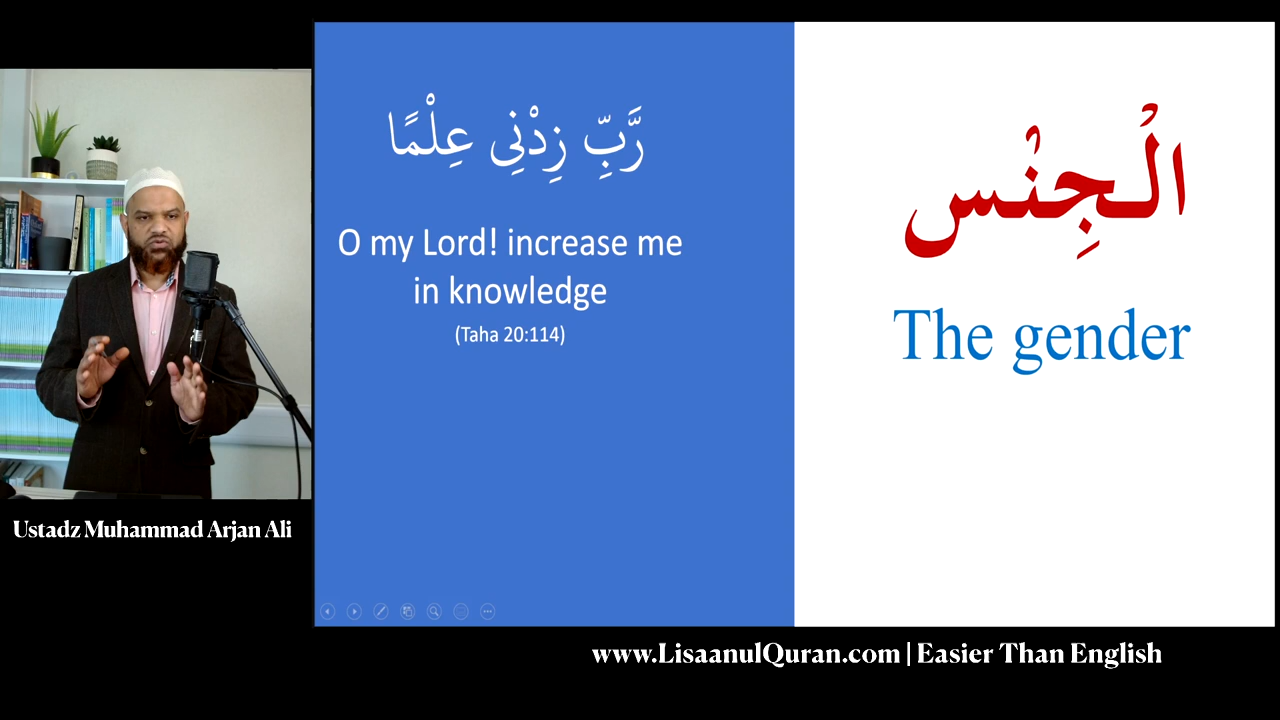 رَّبِّ زِدْنِى عِلْمًا
O my Lord! increase me
in knowledge
(Taha 20:114)
الْجِنْس
The gender
Ustadz Muhammad Arjan Ali
www.LisaanulQuran.com | Easier Than English